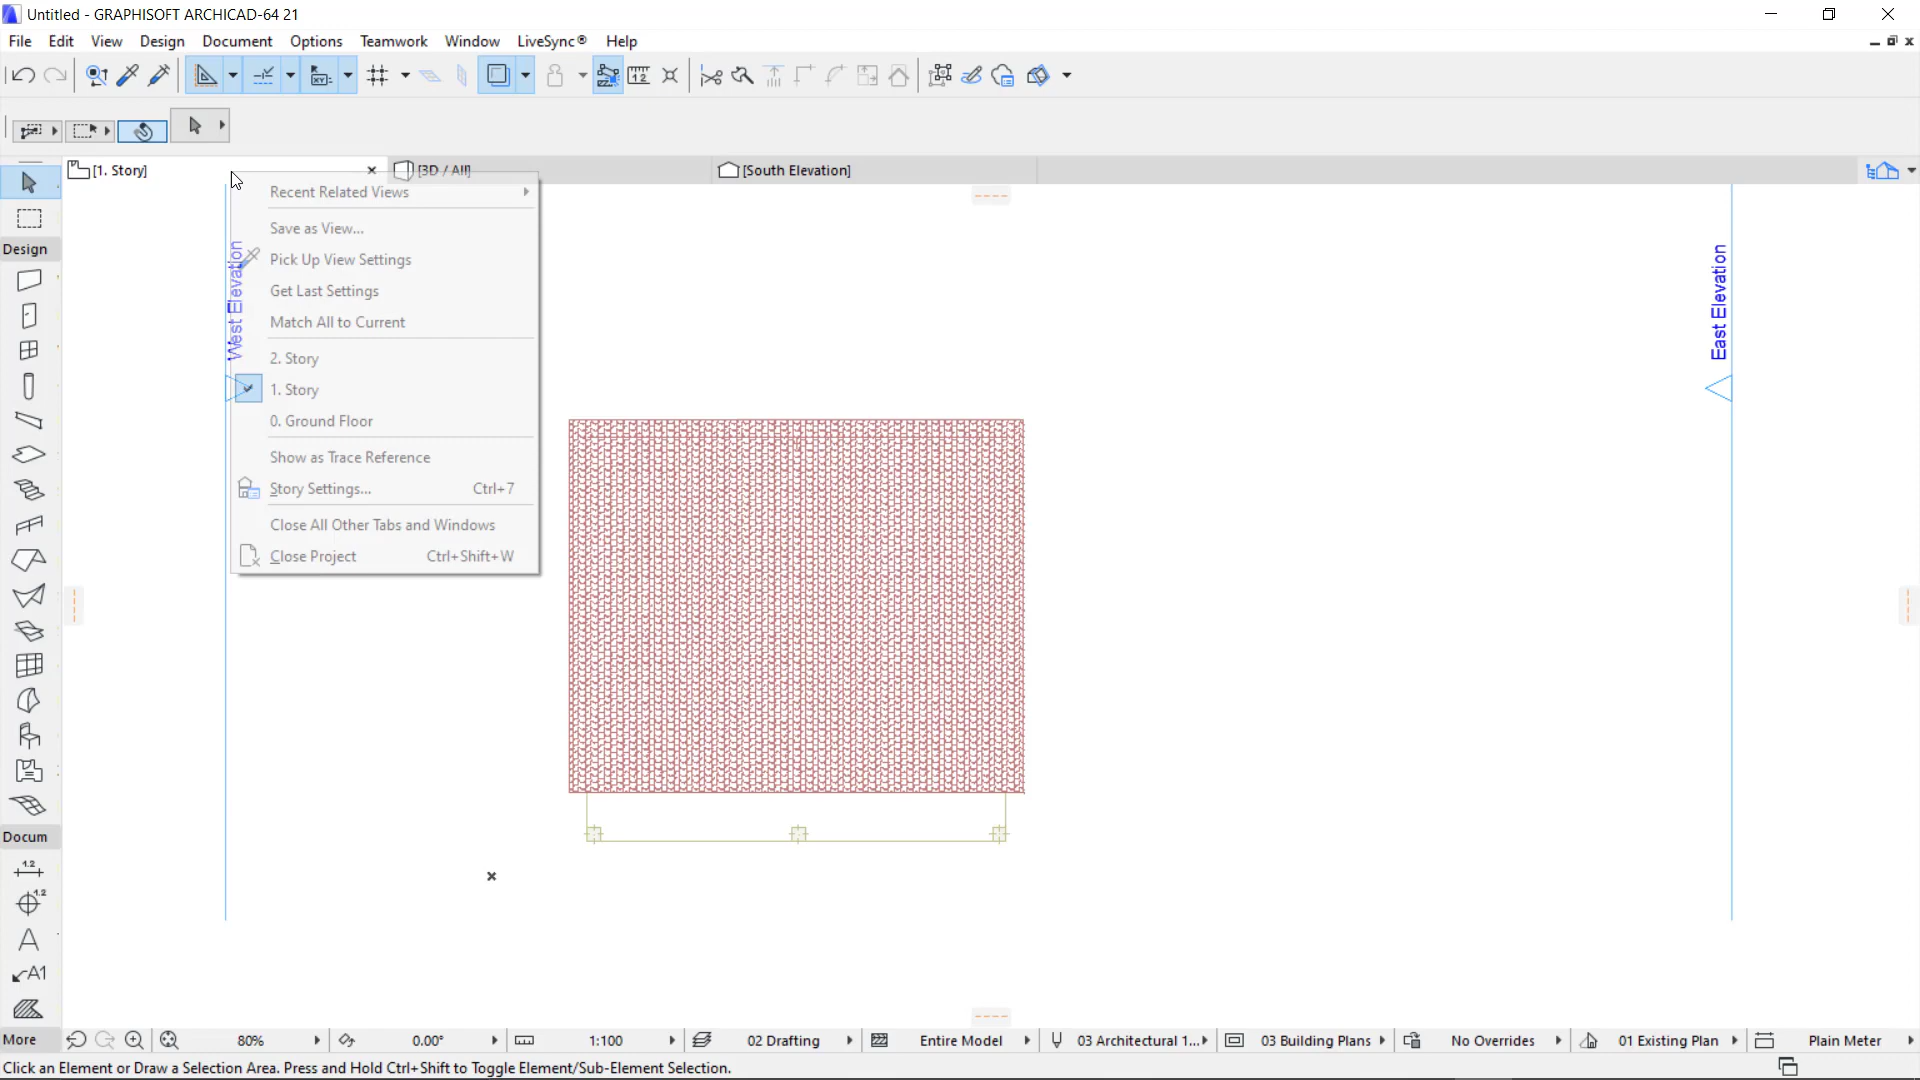 Untitled - GRAPHISOFT ARCHICAD-64 21
File Edit View Design Document Options Teamwork Window LiveSync® Help
[1. Story] [3D / All] [South Elevation]
Recent Related Views
Save as View...
Pick Up View Settings
Get Last Settings
Match All to Current
2. Story
1. Story
0. Ground Floor
Show as Trace Reference
Story Settings... Ctrl+7
Close All Other Tabs and Windows
Close Project Ctrl+Shift+W
West Elevation
East Elevation
Design
Docum
1.2
1.2
A
A1
More
80% 0.00° 1:100 02 Drafting Entire Model 03 Architectural 1... 03 Building Plans No Overrides 01 Existing Plan Plain Meter
Click an Element or Draw a Selection Area. Press and Hold Ctrl+Shift to Toggle Element/Sub-Element Selection.